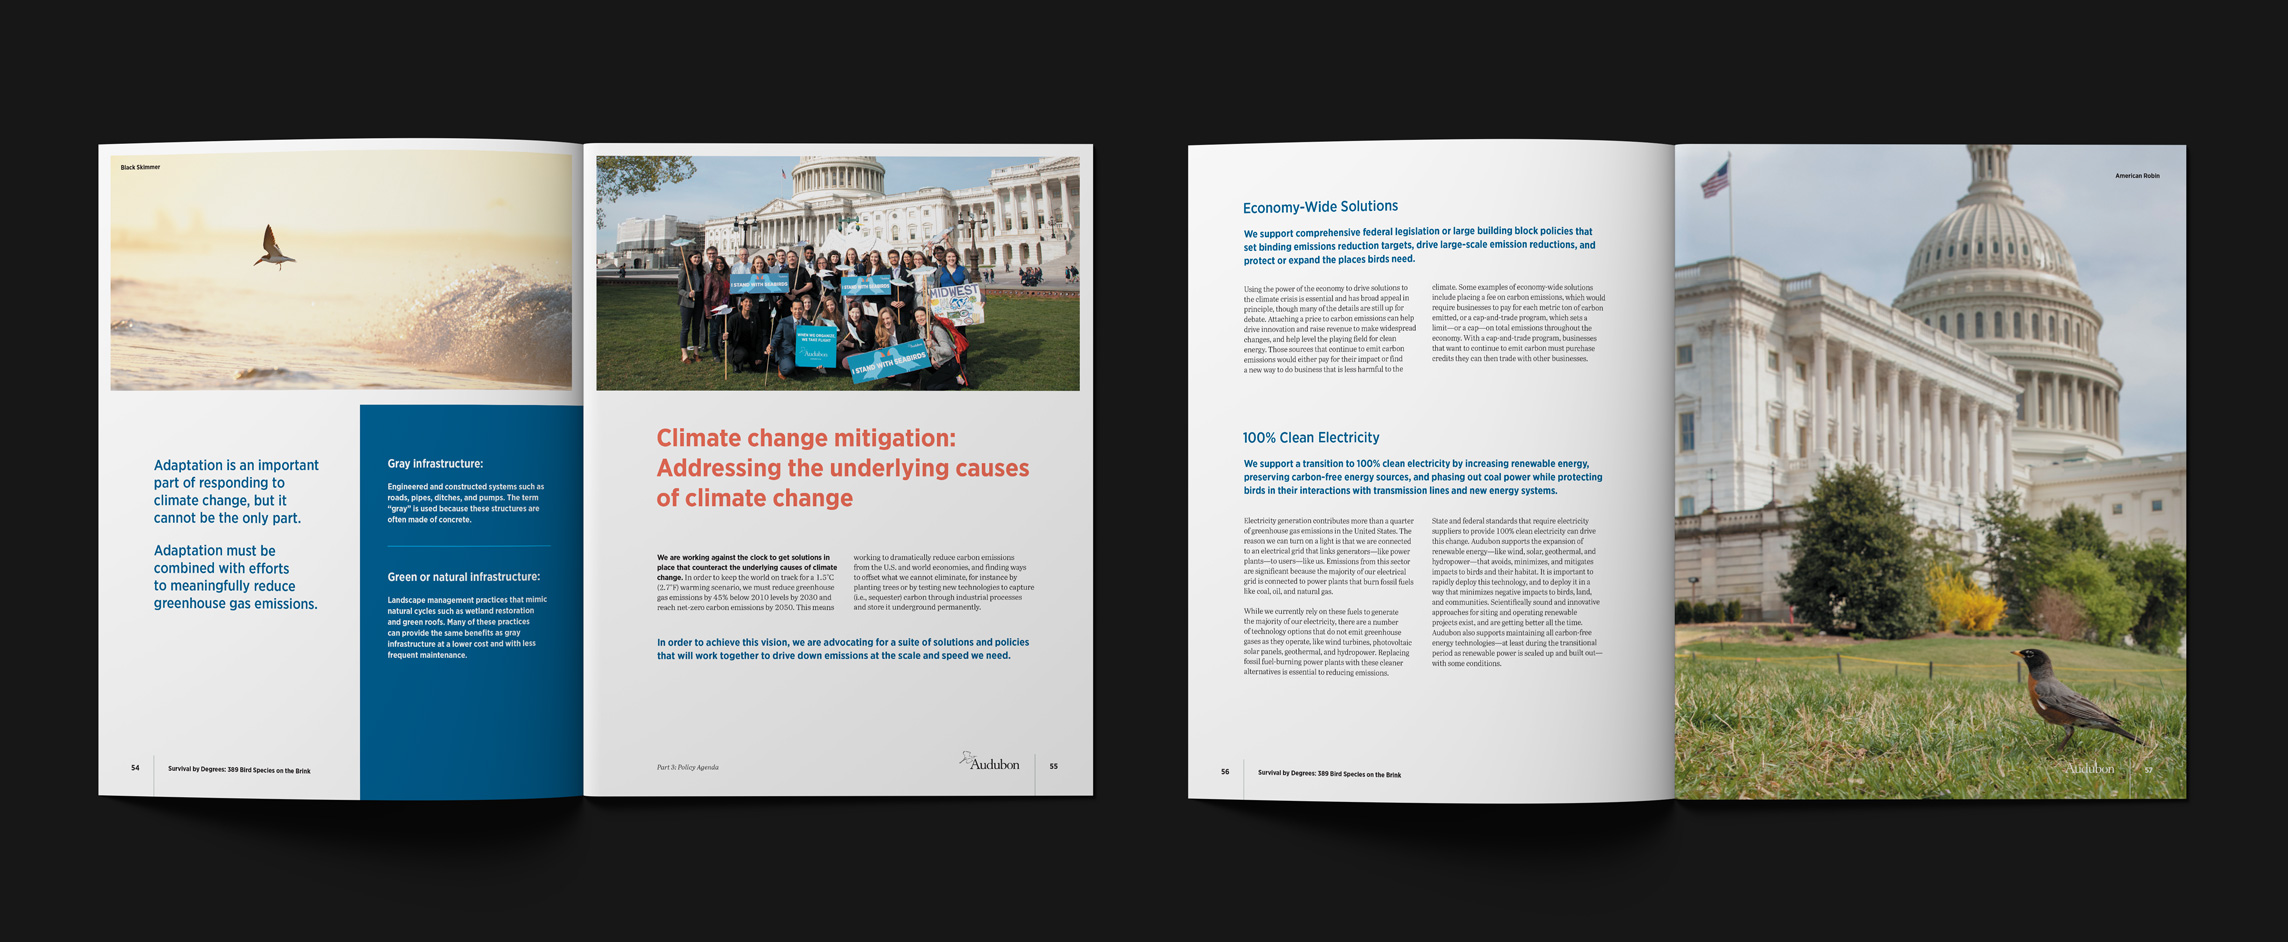 Black Skimmer
Adaptation is an important
part of responding to
climate change, but it
cannot be the only part.
Adaptation must be
combined with efforts
to meaningfully reduce
greenhouse gas emissions.
Gray infrastructure:
Engineered and constructed systems such as
roads, pipes, ditches, and pumps. The term
“gray” is used because these structures are
often made of concrete.
Green or natural infrastructure:
Landscape management practices that mimic
natural cycles such as wetland restoration
and green roofs. Many of these practices
can provide the same benefits as gray
infrastructure at a lower cost and with less
frequent maintenance.
54
Survival by Degrees: 389 Bird Species on the Brink
I STAND WITH SEABIRDS
I STAND WITH SEABIRDS
MIDWEST
WHEN WE ORGANIZE,
WE TAKE FLIGHT
Audubon
I STAND WITH SEABIRDS
Climate change mitigation:
Addressing the underlying causes
of climate change
We are working against the clock to get solutions in
place that counteract the underlying causes of climate
change. In order to keep the world on track for a 1.5°C
(2.7°F) warming scenario, we must reduce greenhouse
gas emissions by 45% below 2010 levels by 2030 and
reach net-zero carbon emissions by 2050. This means
working to dramatically reduce carbon emissions
from the U.S. and world economies, and finding ways
to offset what we cannot eliminate, for instance by
planting trees or by testing new technologies to capture
(i.e., sequester) carbon through industrial processes
and store it underground permanently.
In order to achieve this vision, we are advocating for a suite of solutions and policies
that will work together to drive down emissions at the scale and speed we need.
Part 3: Policy Agenda
Audubon
55
Economy-Wide Solutions
We support comprehensive federal legislation or large building block policies that
set binding emissions reduction targets, drive large-scale emission reductions, and
protect or expand the places birds need.
Using the power of the economy to drive solutions to
the climate crisis is essential and has broad appeal in
principle, though many of the details are still up for
debate. Attaching a price to carbon emissions can help
drive innovation and raise revenue to make widespread
changes, and help level the playing field for clean
energy. Those sources that continue to emit carbon
emissions would either pay for their impact or find
a new way to do business that is less harmful to the
climate. Some examples of economy-wide solutions
include placing a fee on carbon emissions, which would
require businesses to pay for each metric ton of carbon
emitted, or a cap-and-trade program, which sets a
limit—or a cap—on total emissions throughout the
economy. With a cap-and-trade program, businesses
that want to continue to emit carbon must purchase
credits they can then trade with other businesses.
100% Clean Electricity
We support a transition to 100% clean electricity by increasing renewable energy,
preserving carbon-free energy sources, and phasing out coal power while protecting
birds in their interactions with transmission lines and new energy systems.
Electricity generation contributes more than a quarter
of greenhouse gas emissions in the United States. The
reason we can turn on a light is that we are connected
to an electrical grid that links generators—like power
plants—to users—like us. Emissions from this sector
are significant because the majority of our electrical
grid is connected to power plants that burn fossil fuels
like coal, oil, and natural gas.
While we currently rely on these fuels to generate
the majority of our electricity, there are a number
of technology options that do not emit greenhouse
gases as they operate, like wind turbines, photovoltaic
solar panels, geothermal, and hydropower. Replacing
fossil fuel-burning power plants with these cleaner
alternatives is essential to reducing emissions.
State and federal standards that require electricity
suppliers to provide 100% clean electricity can drive
this change. Audubon supports the expansion of
renewable energy—like wind, solar, geothermal, and
hydropower—that avoids, minimizes, and mitigates
impacts to birds and their habitat. It is important to
rapidly deploy this technology, and to deploy it in a
way that minimizes negative impacts to birds, land,
and communities. Scientifically sound and innovative
approaches for siting and operating renewable
projects exist, and are getting better all the time.
Audubon also supports maintaining all carbon-free
energy technologies—at least during the transitional
period as renewable power is scaled up and built out—
with some conditions.
56
Survival by Degrees: 389 Bird Species on the Brink
American Robin
Audubon
57